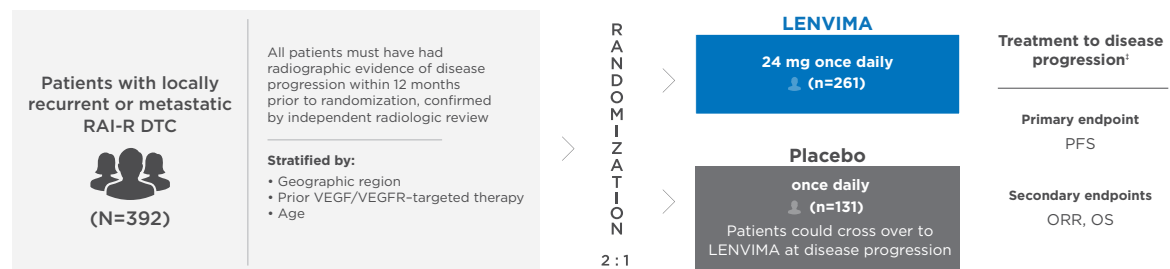 Patients with locally
recurrent or metastatic
RAI-R DTC
(N=392)
All patients must have had
radiographic evidence of disease
progression within 12 months
prior to randomization, confirmed
by independent radiologic review
Stratified by:
• Geographic region
• Prior VEGF/VEGFR–targeted therapy
• Age
RANDOMIZATION
2 : 1
LENVIMA
24 mg once daily
(n=261)
Placebo
once daily
(n=131)
Patients could cross over to
LENVIMA at disease progression
Treatment to disease
progression‡
Primary endpoint
PFS
Secondary endpoints
ORR, OS